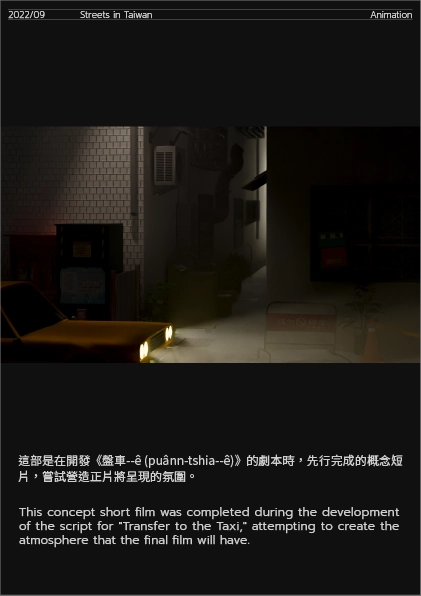 2022/09 Streets in Taiwan Animation
這部是在開發《盤車--ê (puânn-tshia--ê)》的劇本時，先行完成的概念短
片，嘗試營造正片將呈現的氛圍。
This concept short film was completed during the development
of the script for "Transfer to the Taxi," attempting to create the
atmosphere that the final film will have.